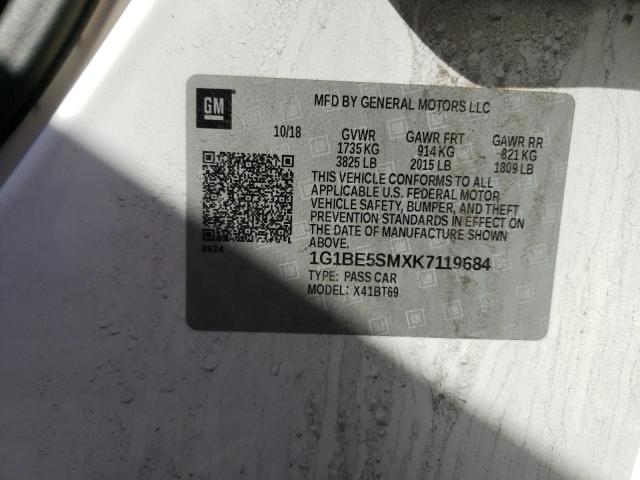 GM
MFD BY GENERAL MOTORS LLC
10/18 GVWR GAWR FRT GAWR RR
1735 KG 914 KG 821 KG
3825 LB 2015 LB 1809 LB
THIS VEHICLE CONFORMS TO ALL
APPLICABLE U.S. FEDERAL MOTOR
VEHICLE SAFETY, BUMPER, AND THEFT
PREVENTION STANDARDS IN EFFECT ON
THE DATE OF MANUFACTURE SHOWN
ABOVE.
8624
1G1BE5SMXK7119684
TYPE: PASS CAR
MODEL: X41BT69